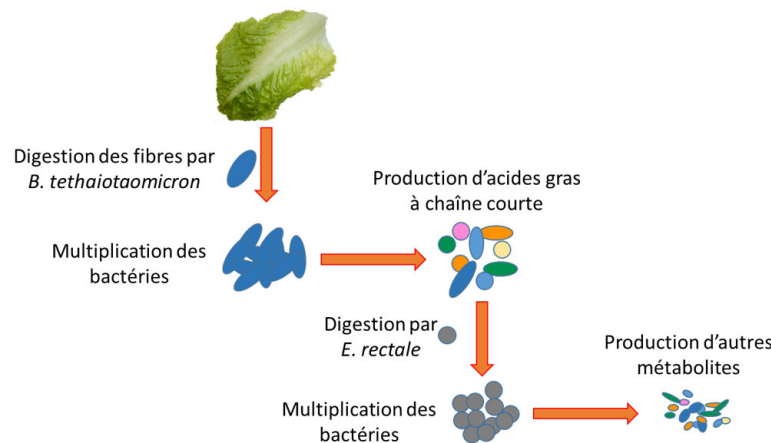 Digestion des fibres par
B. tethaiotaomicron
Production d'acides gras
à chaîne courte
Multiplication des
bactéries
Digestion par
E. rectale
Production d'autres
métabolites
Multiplication des
bactéries